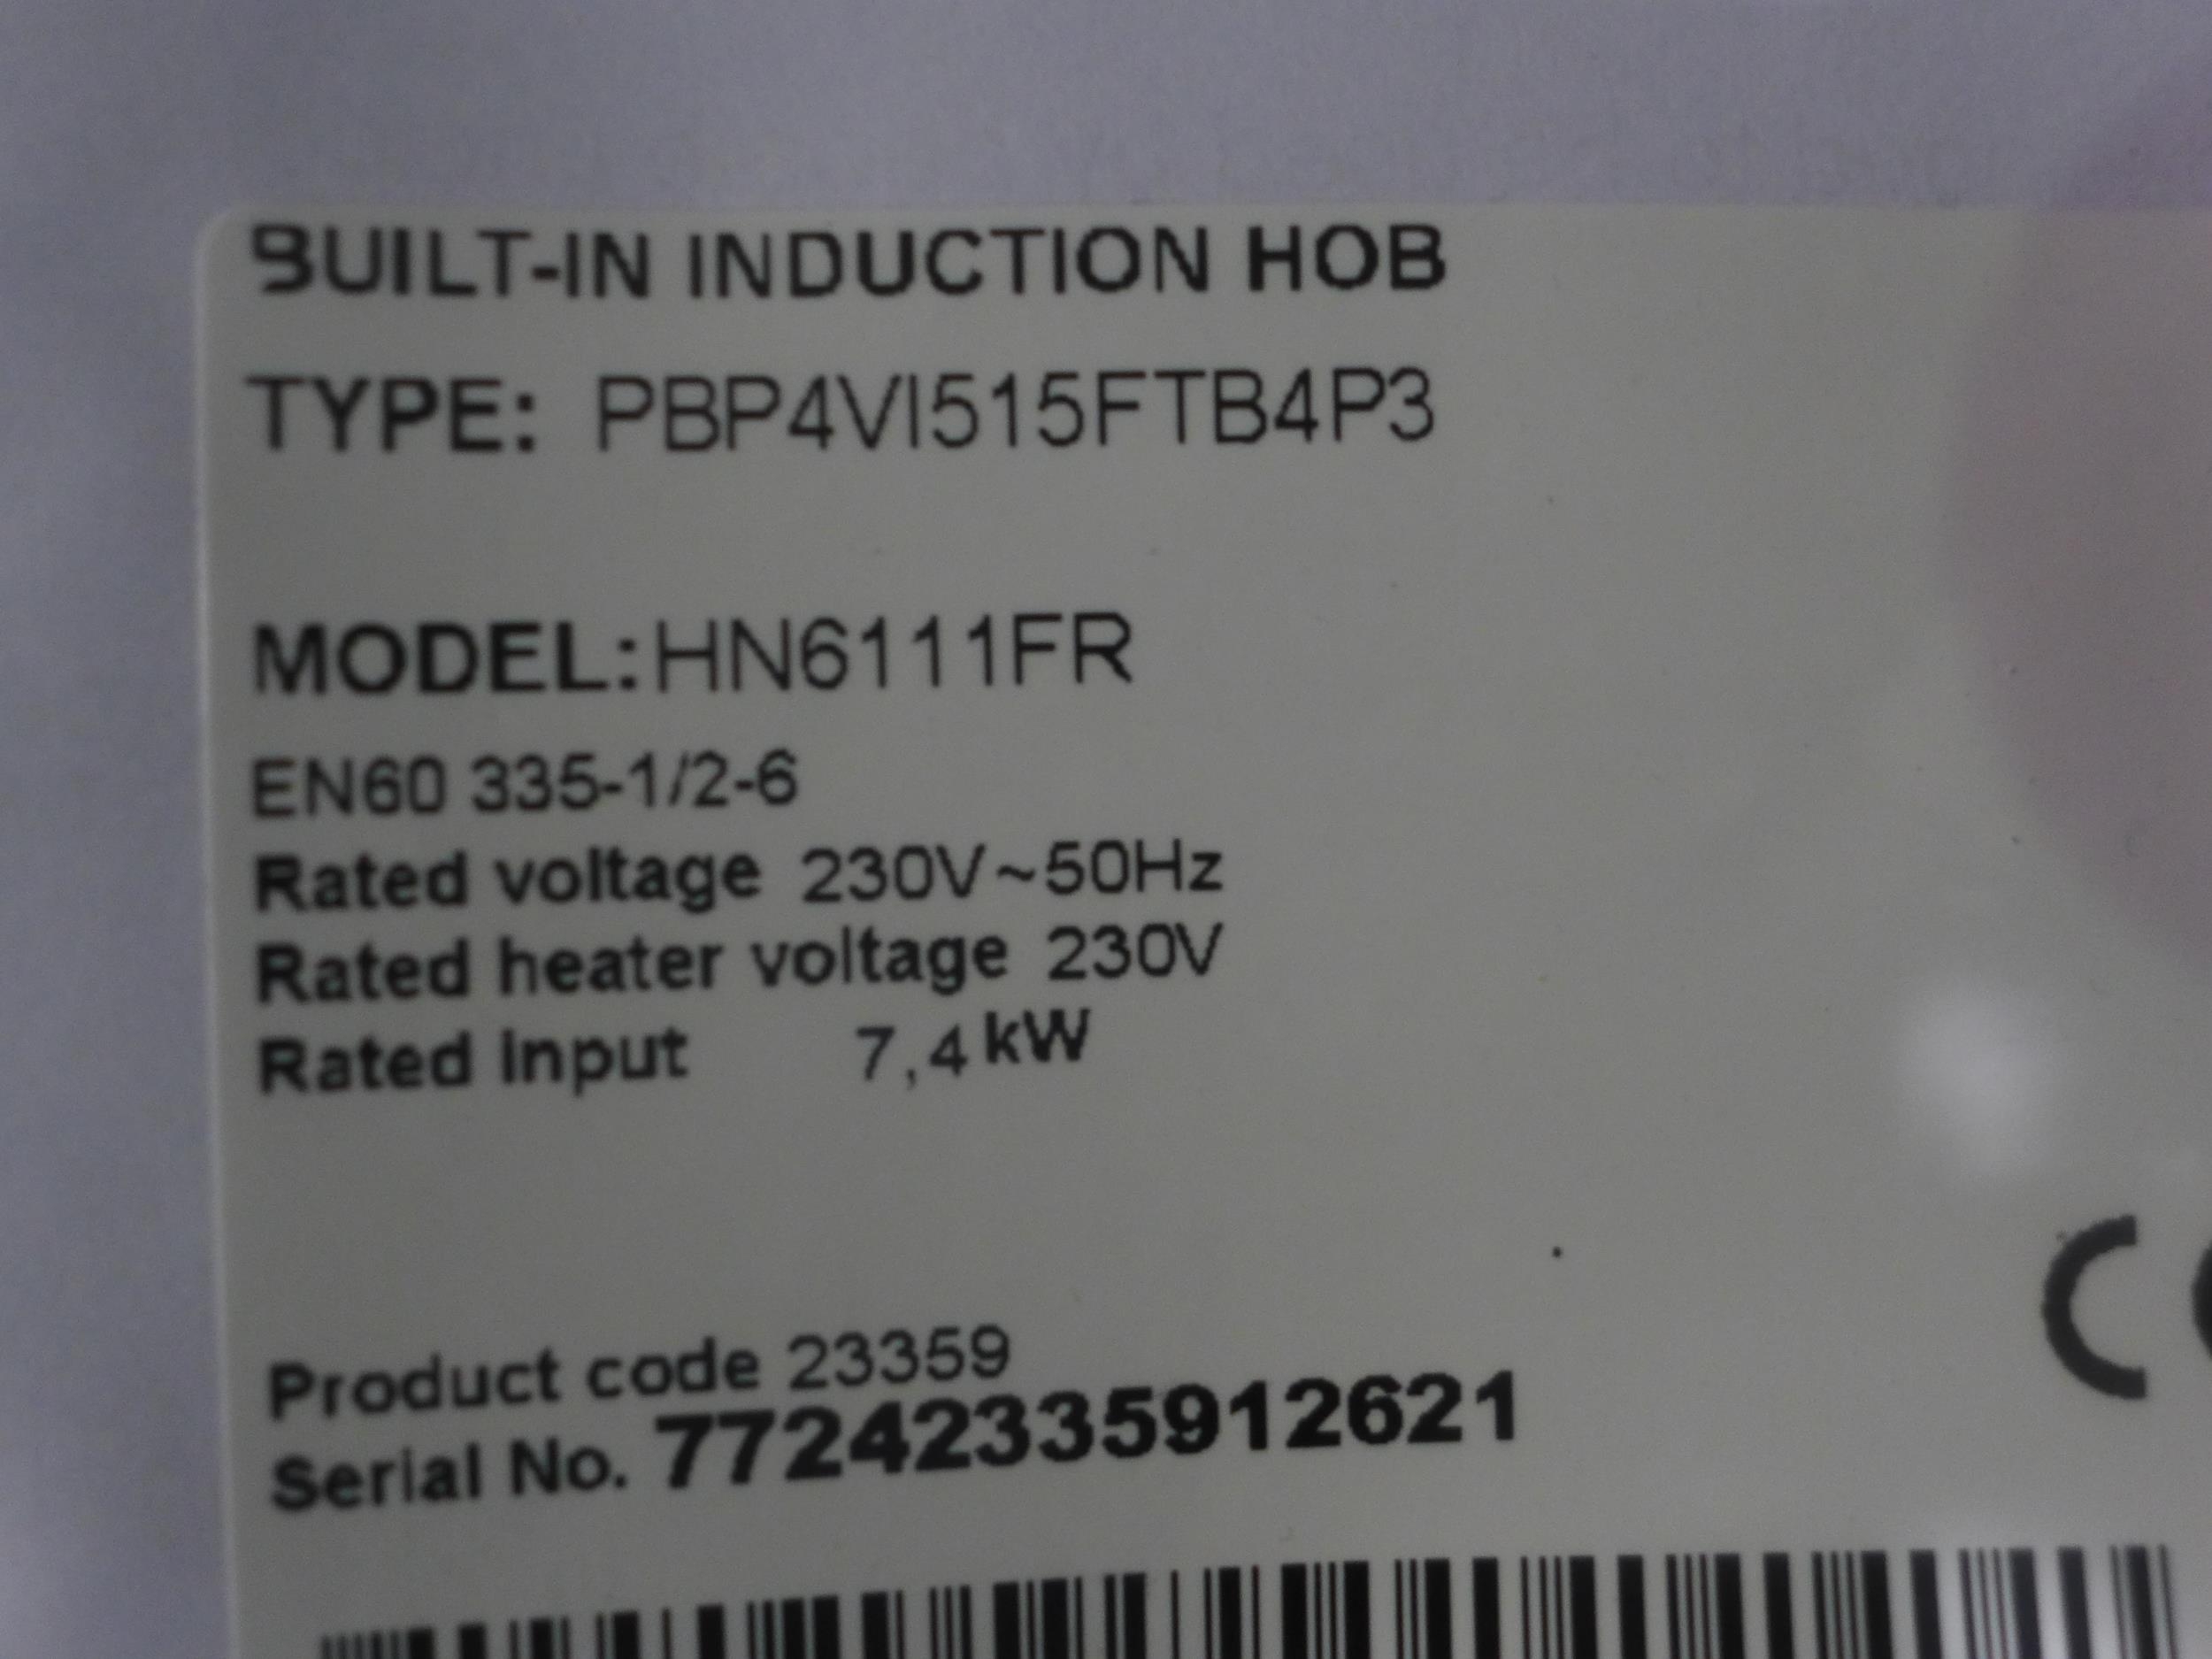 BUILT-IN INDUCTION HOB
TYPE: PBP4VI515FTB4P3
MODEL:HN6111FR
EN60 335-1/2-6
Rated voltage 230V~50Hz
Rated heater voltage 230V
Rated Input 7,4 kW
Product code 23359
Serial No. 77242335912621